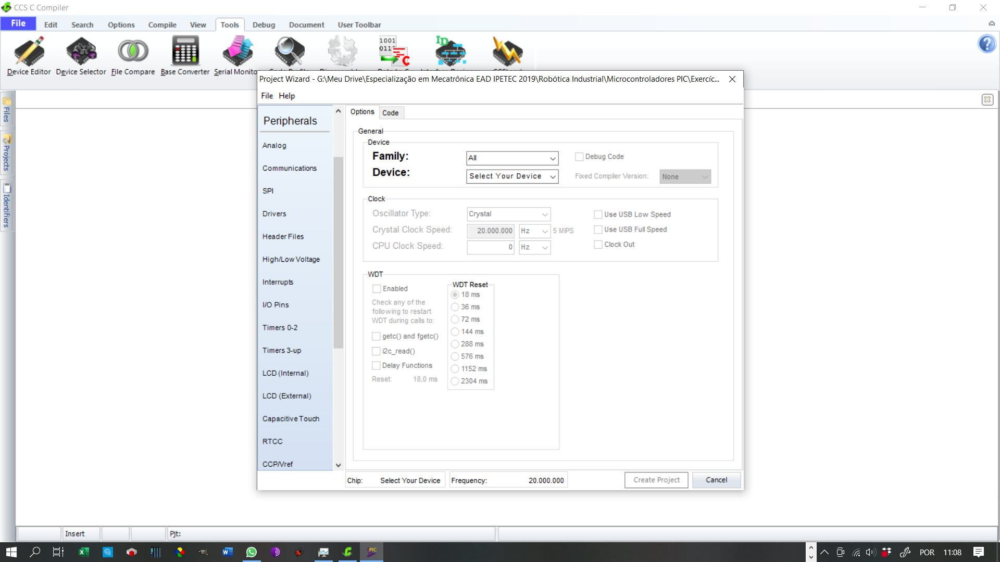 CCS C Compiler
File Edit Search Options Compile View Tools Debug Document User Toolbar
1001
ID
Device Editor Device Selector File Compare Base Converter Serial Monito
Project Wizard - G:\Meu Drive\Especialização em Mecatrônica EAD IPETEC 2019\Robótica Industrial\Microcontroladores PIC\Exercíc...
File Help
Files
Projects
Identifiers
Peripherals
Analog
Communications
SPI
Drivers
Header Files
High/Low Voltage
Interrupts
I/O Pins
Timers 0-2
Timers 3-up
LCD (Internal)
LCD (External)
Capacitive Touch
RTCC
CCP/Vref
Options Code
General
Device
Family: All Debug Code
Device: Select Your Device Fixed Compiler Version: None
Clock
Oscillator Type: Crystal Use USB Low Speed
Crystal Clock Speed: 20.000.000 Hz 5 MIPS Use USB Full Speed
CPU Clock Speed: 0 Hz Clock Out
WDT
Enabled
Check any of the
following to restart
WDT during calls to:
getc() and fgetc()
i2c_read()
Delay Functions
Reset: 18,0 ms
WDT Reset
18 ms
36 ms
72 ms
144 ms
288 ms
576 ms
1152 ms
2304 ms
Chip: Select Your Device Frequency: 20.000.000 Create Project Cancel
Insert Pjt:
POR 11:08